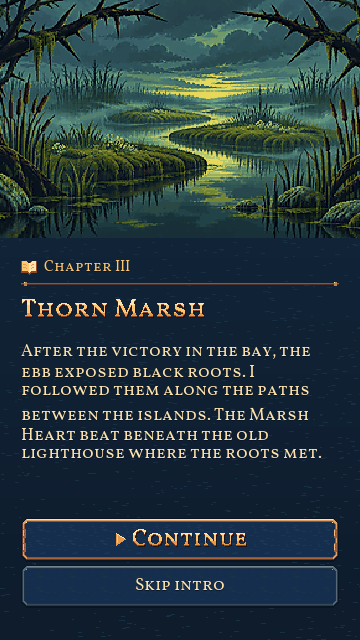 Chapter III
Thorn Marsh
After the victory in the bay, the
ebb exposed black roots. I
followed them along the paths
between the islands. The Marsh
Heart beat beneath the old
lighthouse where the roots met.
Continue
Skip intro